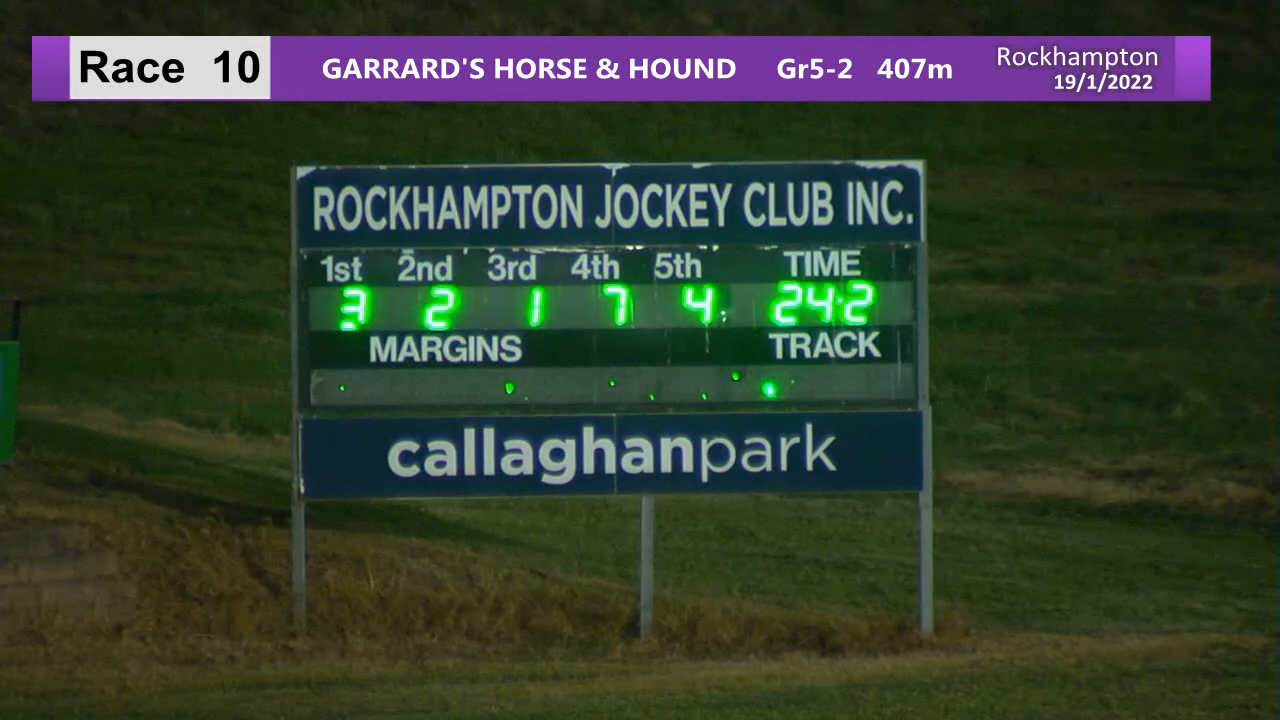 Race 10 GARRARD'S HORSE & HOUND Gr5-2 407m Rockhampton
19/1/2022
ROCKHAMPTON JOCKEY CLUB INC.
1st 2nd 3rd 4th 5th TIME
3 2 1 7 4 24.2
MARGINS TRACK
callaghanpark